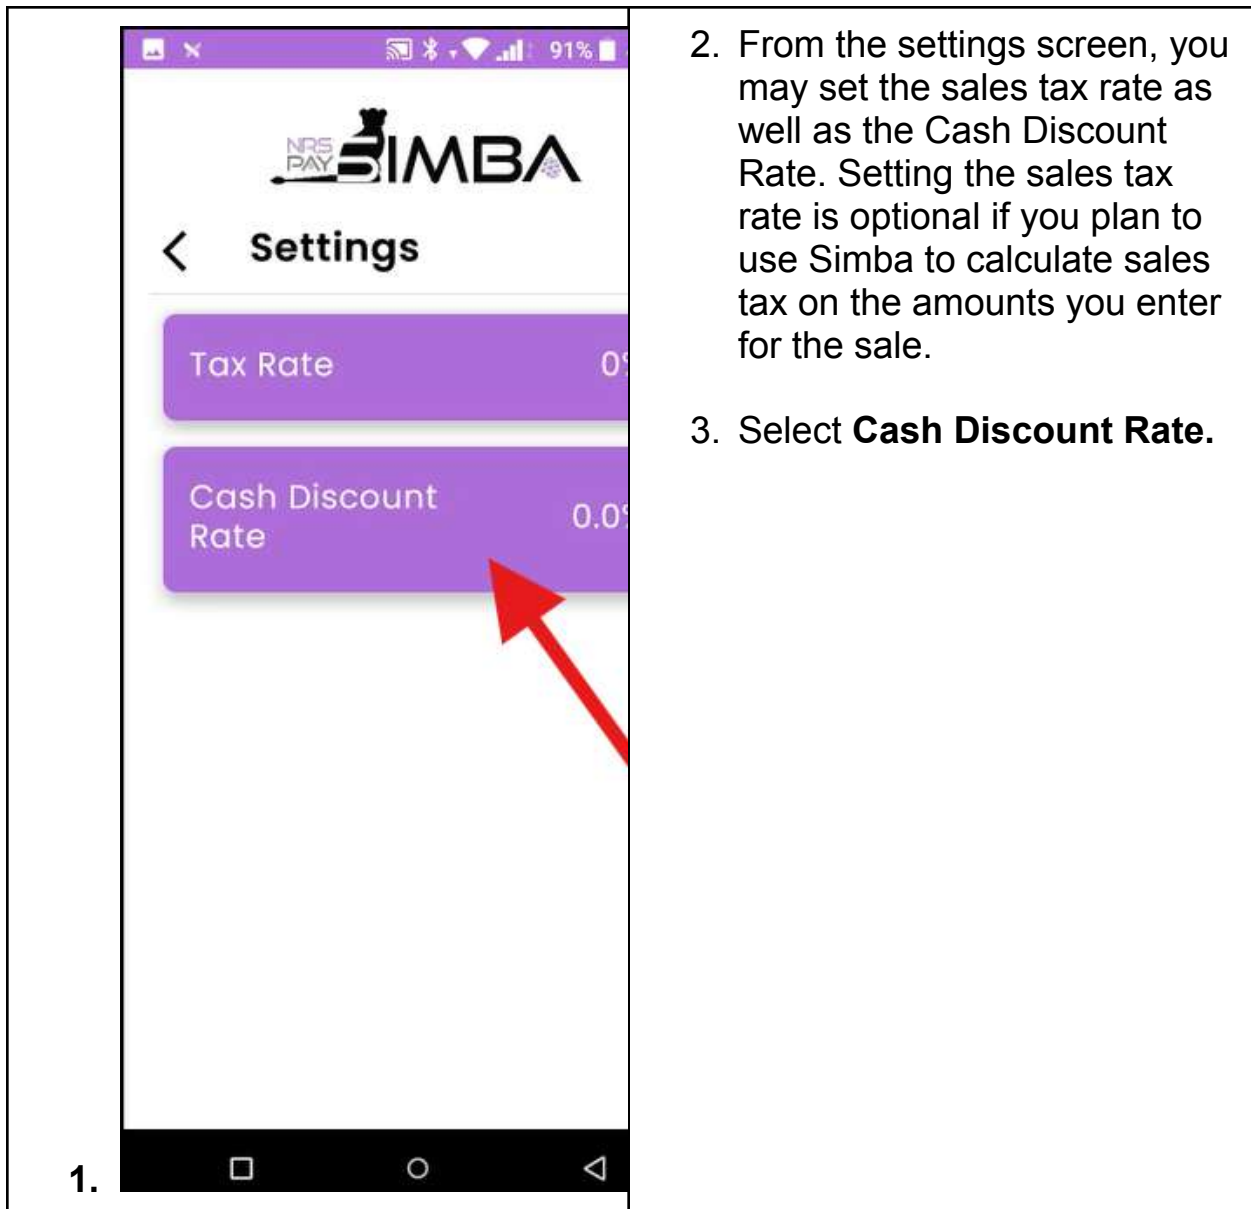 91%
NRS
PAY
SIMBA
Settings
Tax Rate 0%
Cash Discount
Rate
0.0%
1.
2. From the settings screen, you
may set the sales tax rate as
well as the Cash Discount
Rate. Setting the sales tax
rate is optional if you plan to
use Simba to calculate sales
tax on the amounts you enter
for the sale.
3. Select Cash Discount Rate.